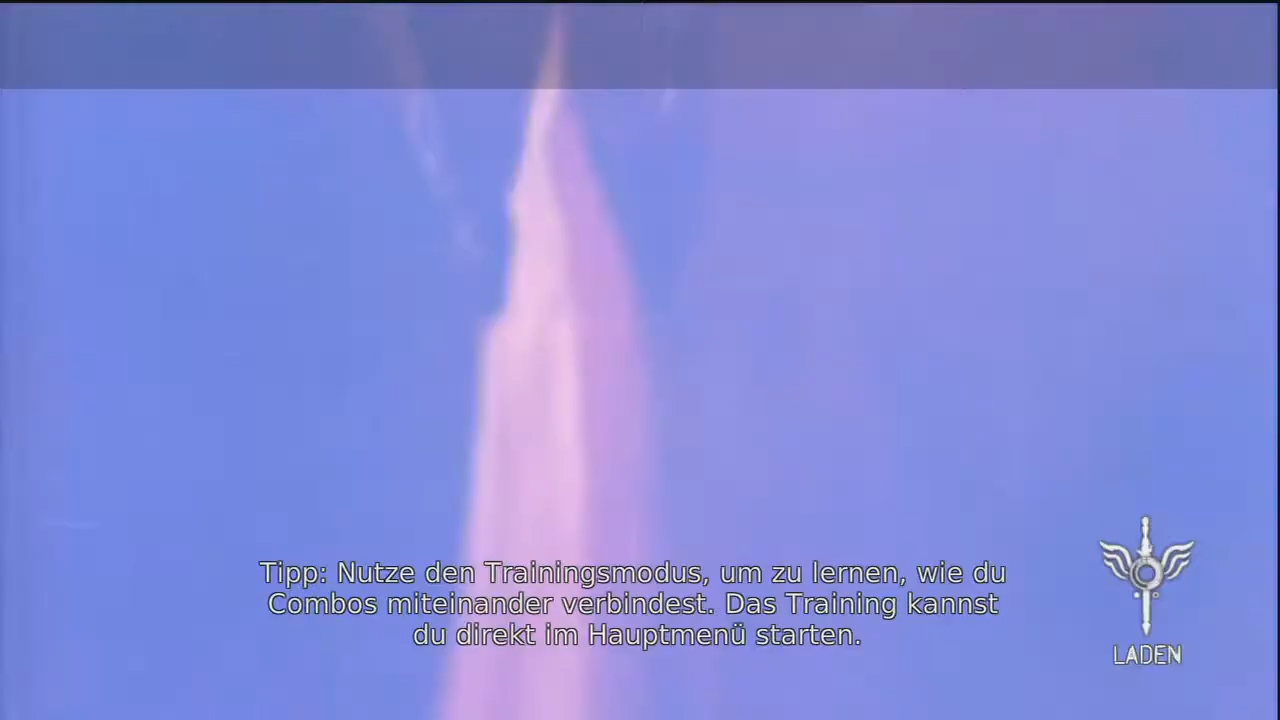 Tipp: Nutze den Trainingsmodus, um zu lernen, wie du
Combos miteinander verbindest. Das Training kannst
du direkt im Hauptmenü starten.
LADEN